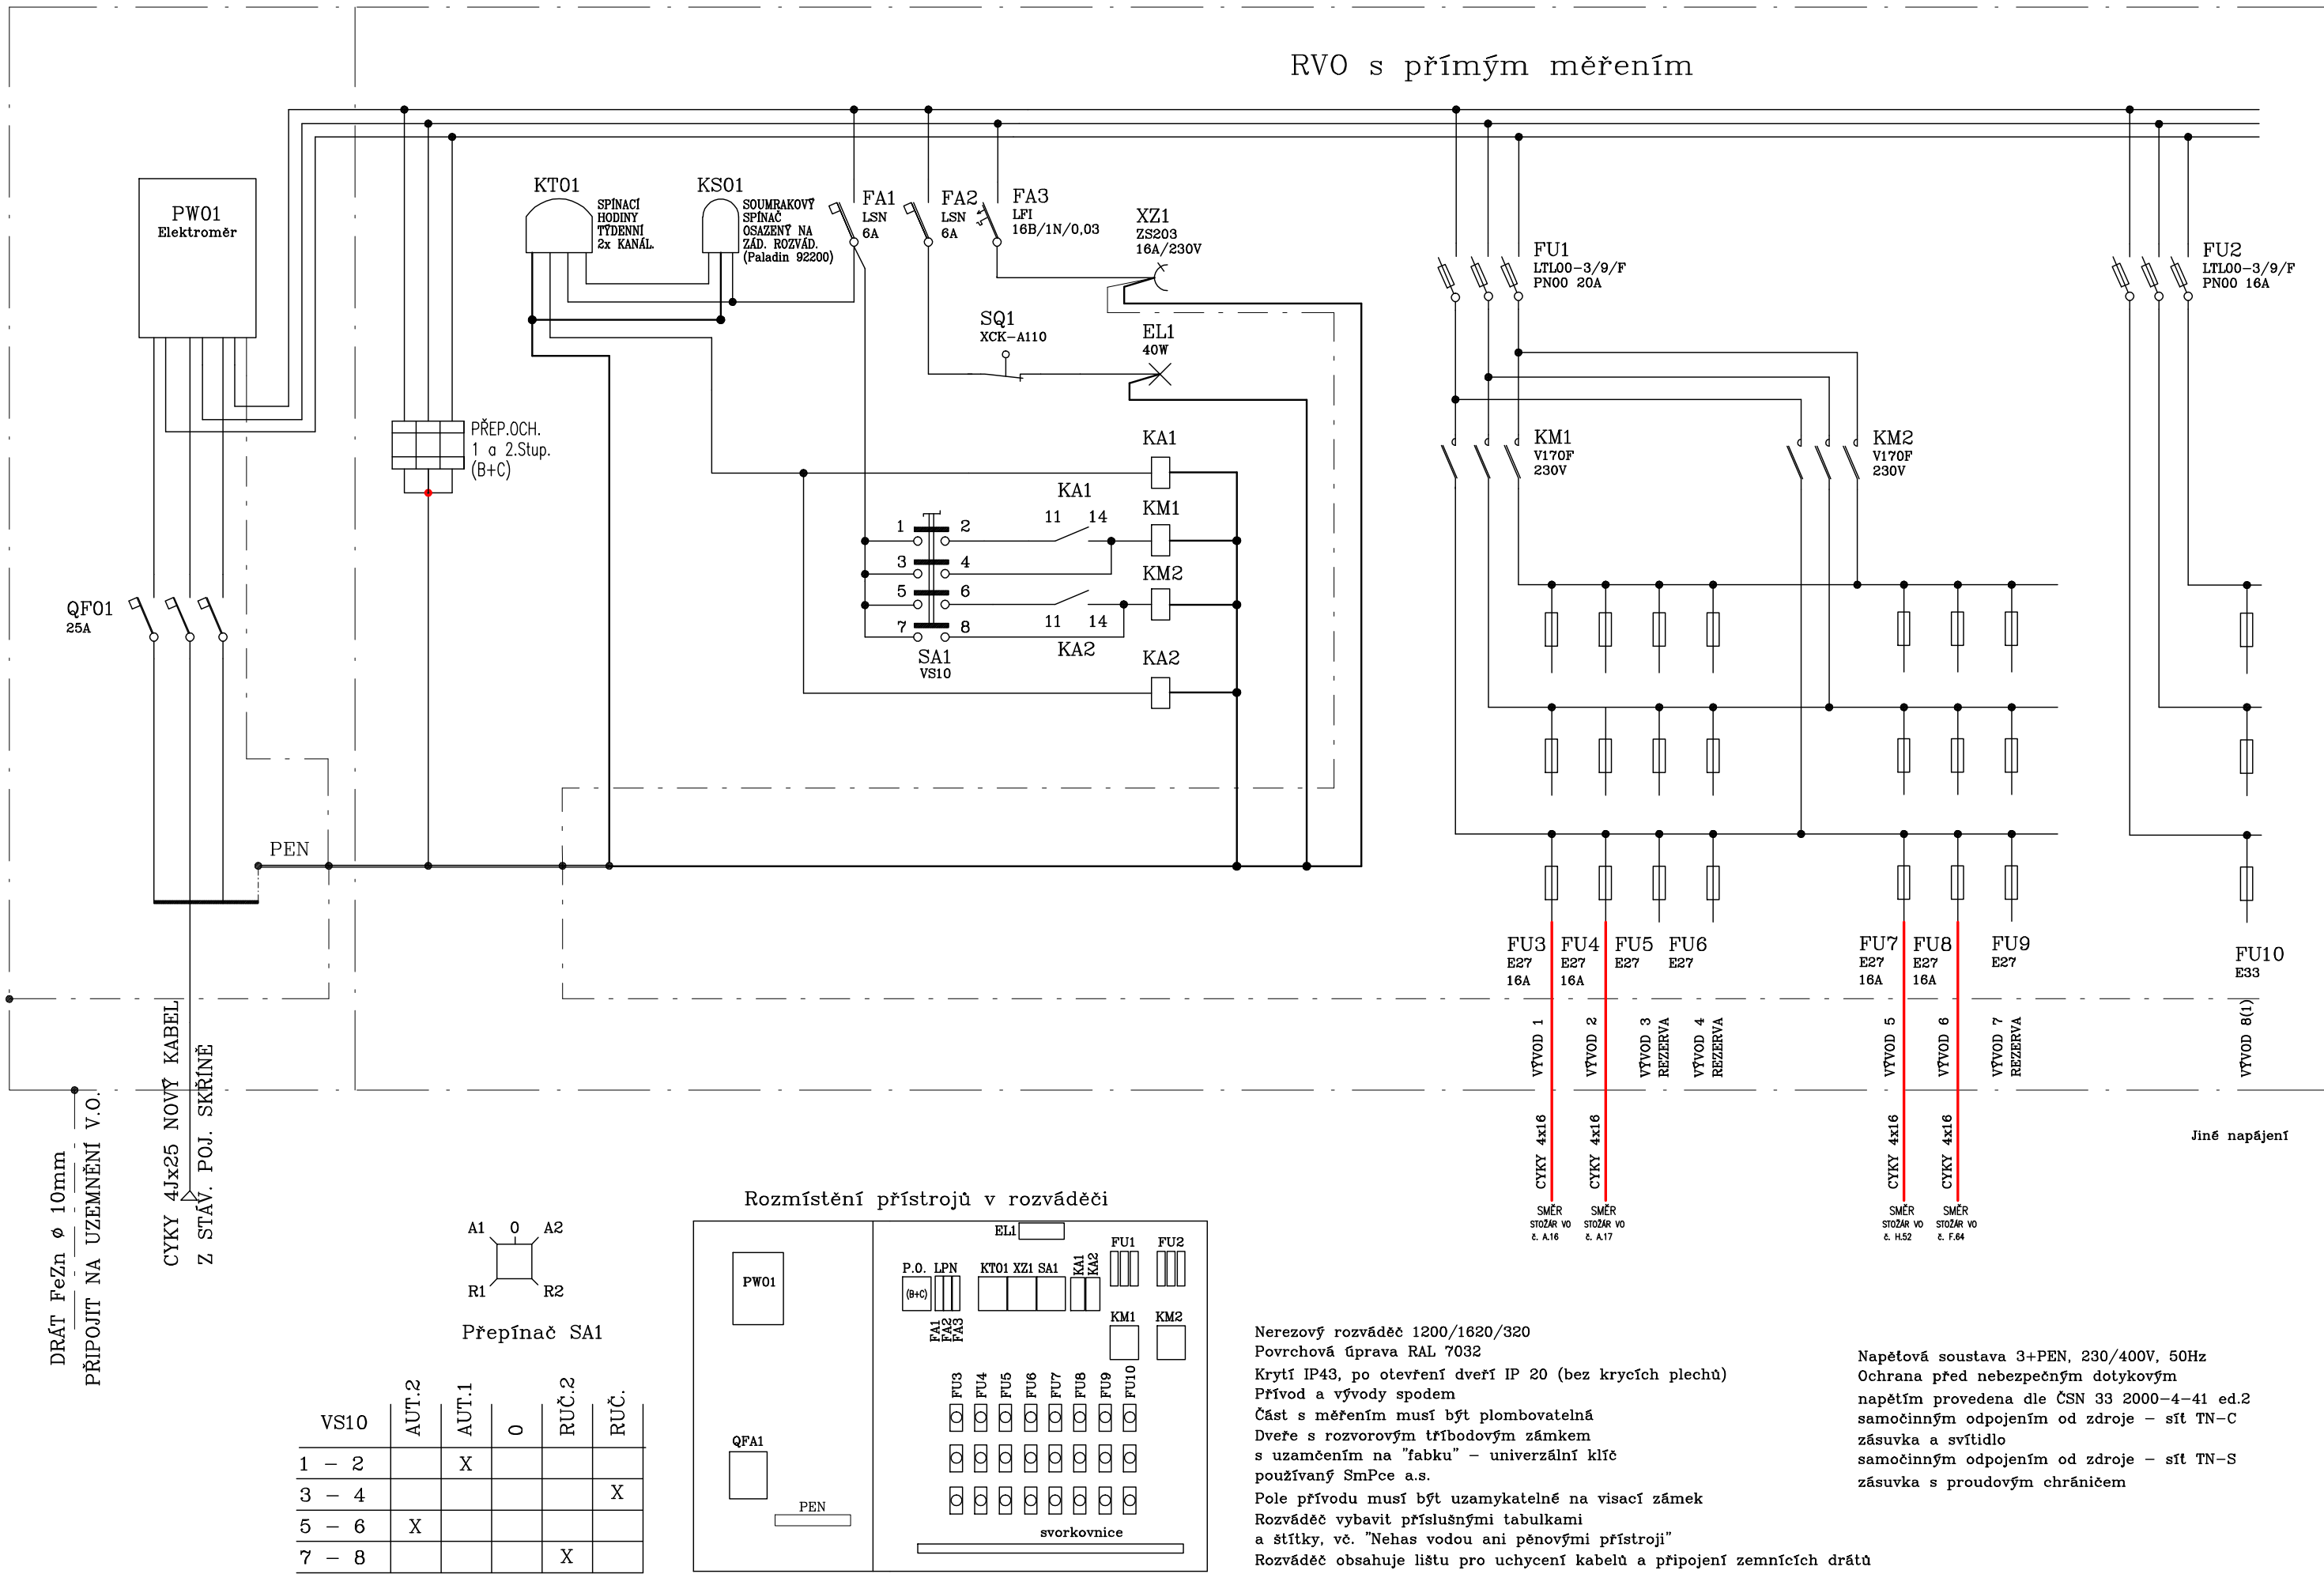 RVO s přímým měřením
PW01
Elektroměr
KT01
SPÍNACÍ
HODINY
TÝDENNÍ
2x KANÁL.
KS01
SOUMRAKOVÝ
SPÍNAČ
OSAZENÝ NA
ZÁD. ROZVÁD.
(Paladin 92200)
FA1
LSN
6A
FA2
LSN
6A
FA3
LFI
16B/1N/0,03
XZ1
ZS203
16A/230V
SQ1
XCK-A110
EL1
40W
FU1
LTL00-3/9/F
PN00 20A
FU2
LTL00-3/9/F
PN00 16A
PŘEP.OCH.
1 a 2.Stup.
(B+C)
KA1
KM1
V170F
230V
KM2
V170F
230V
KA1
11 14
KM1
1 2
3 4
KM2
5 6
7 8
11 14
KA2
KA2
SA1
VS10
QF01
25A
PEN
FU3
E27
16A
FU4
E27
16A
FU5
E27
FU6
E27
FU7
E27
16A
FU8
E27
16A
FU9
E27
FU10
E33
VÝVOD 1
VÝVOD 2
VÝVOD 3
REZERVA
VÝVOD 4
REZERVA
VÝVOD 5
VÝVOD 6
VÝVOD 7
REZERVA
VÝVOD 8(1)
CYKY 4x16
CYKY 4x16
CYKY 4x16
CYKY 4x16
Jiné napájení
SMĚR
STOŽÁR VO
č. A.16
SMĚR
STOŽÁR VO
č. A.17
SMĚR
STOŽÁR VO
č. H.52
SMĚR
STOŽÁR VO
č. F.64
DRÁT FeZn ø 10mm
PŘIPOJIT NA UZEMNĚNÍ V.O.
CYKY 4Jx25 NOVÝ KABEL
Z STÁV. POJ. SKŘÍNĚ
A1 0 A2
R1 R2
Přepínač SA1
VS10 AUT.2 AUT.1 0 RUČ.2 RUČ.
1 - 2 X
3 - 4 X
5 - 6 X
7 - 8 X
Rozmístění přístrojů v rozváděči
PW01
QFA1
PEN
EL1
P.O. LPN
(B+C)
FA1
FA2
FA3
KT01 XZ1 SA1
KA1
KA2
FU1
FU2
KM1
KM2
FU3
FU4
FU5
FU6
FU7
FU8
FU9
FU10
svorkovnice
Nerezový rozváděč 1200/1620/320
Povrchová úprava RAL 7032
Krytí IP43, po otevření dveří IP 20 (bez krycích plechů)
Přívod a vývody spodem
Část s měřením musí být plombovatelná
Dveře s rozvorovým tříbodovým zámkem
s uzamčením na "fabku" - univerzální klíč
používaný SmPce a.s.
Pole přívodu musí být uzamykatelné na visací zámek
Rozváděč vybavit příslušnými tabulkami
a štítky, vč. "Nehas vodou ani pěnovými přístroji"
Rozváděč obsahuje lištu pro uchycení kabelů a připojení zemnících drátů
Napěťová soustava 3+PEN, 230/400V, 50Hz
Ochrana před nebezpečným dotykovým
napětím provedena dle ČSN 33 2000-4-41 ed.2
samočinným odpojením od zdroje - síť TN-C
zásuvka a svítidlo
samočinným odpojením od zdroje - síť TN-S
zásuvka s proudovým chráničem